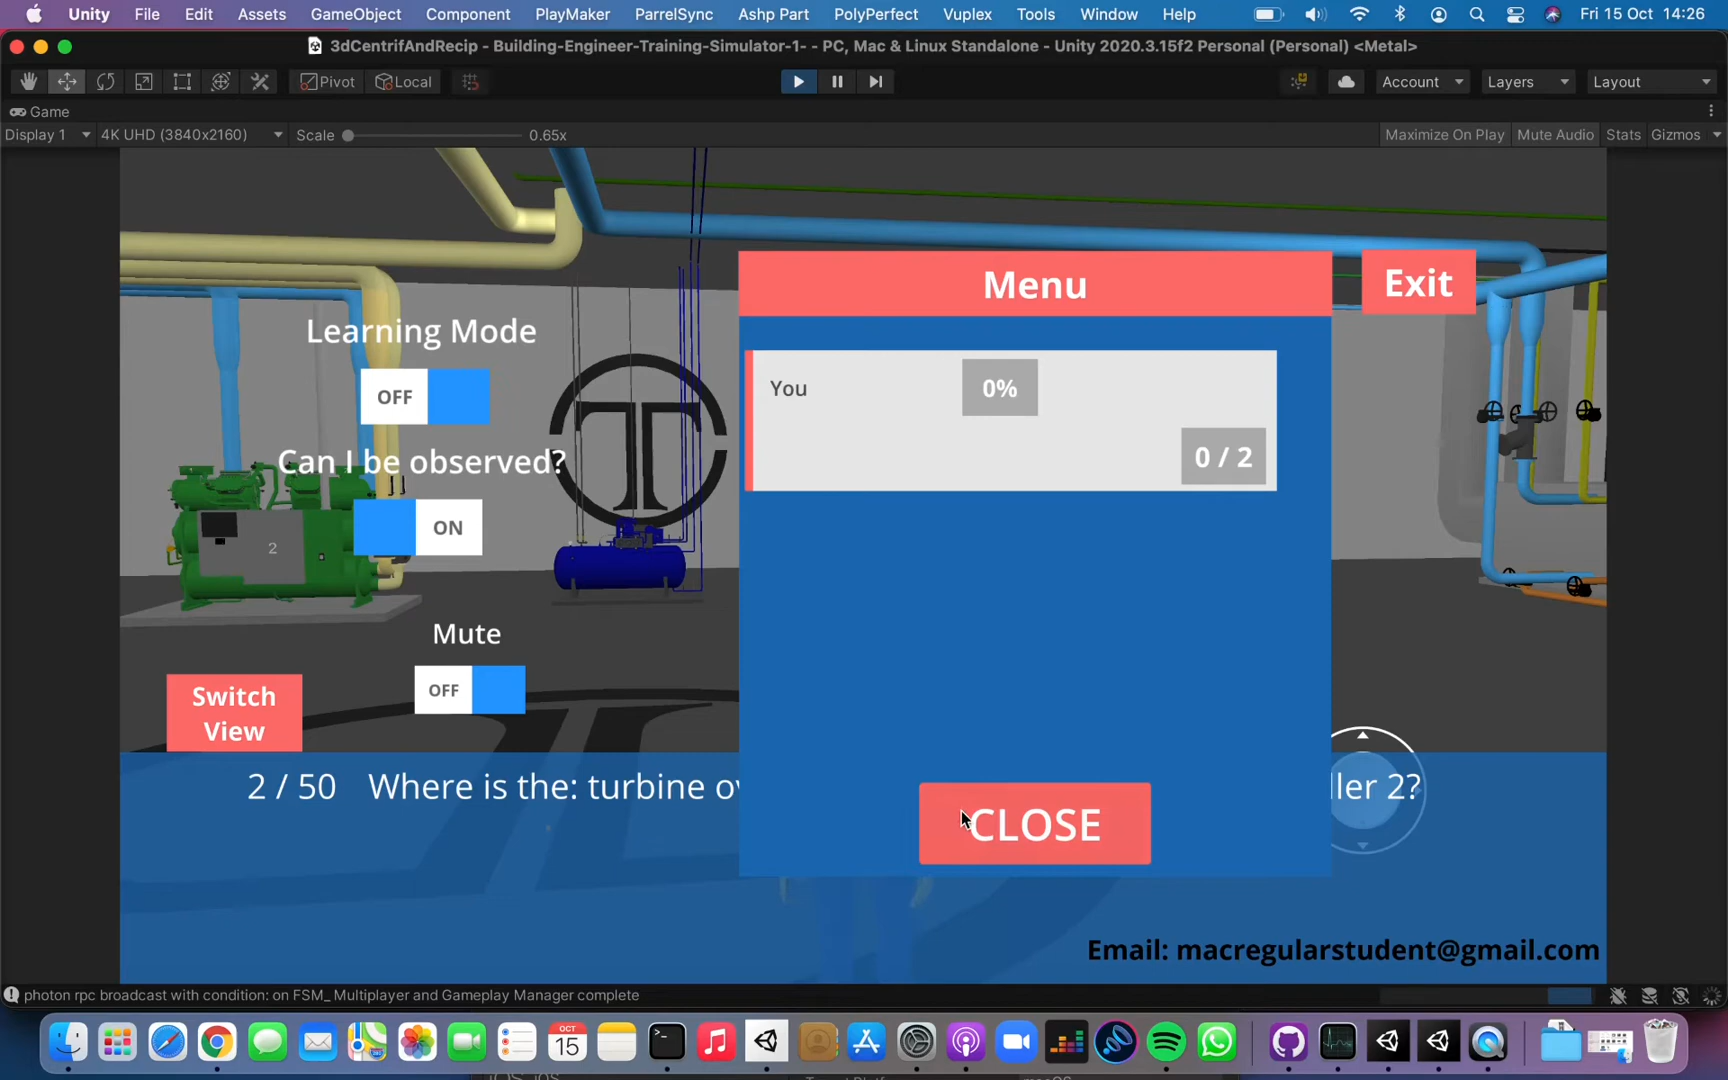 Unity File Edit Assets GameObject Component PlayMaker ParrelSync Ashp Part PolyPerfect Vuplex Tools Window Help Fri 15 Oct 14:26
3dCentrifAndRecip - Building-Engineer-Training-Simulator-1- - PC, Mac & Linux Standalone - Unity 2020.3.15f2 Personal (Personal) <Metal>
Pivot Local Account Layers Layout
Game
Display 1 4K UHD (3840x2160) Scale 0.65x Maximize On Play Mute Audio Stats Gizmos
Menu
Exit
Learning Mode
OFF
You 0%
0 / 2
Can I be observed?
ON
2
Mute
OFF
Switch
View
2 / 50 Where is the: turbine ller 2?
CLOSE
Email: macregularstudent@gmail.com
photon rpc broadcast with condition: on FSM_ Multiplayer and Gameplay Manager complete
OCT
15